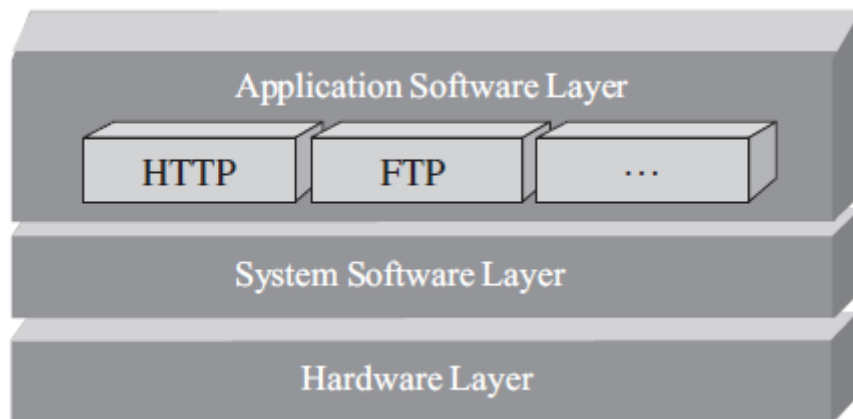 Application Software Layer
HTTP FTP ...
System Software Layer
Hardware Layer